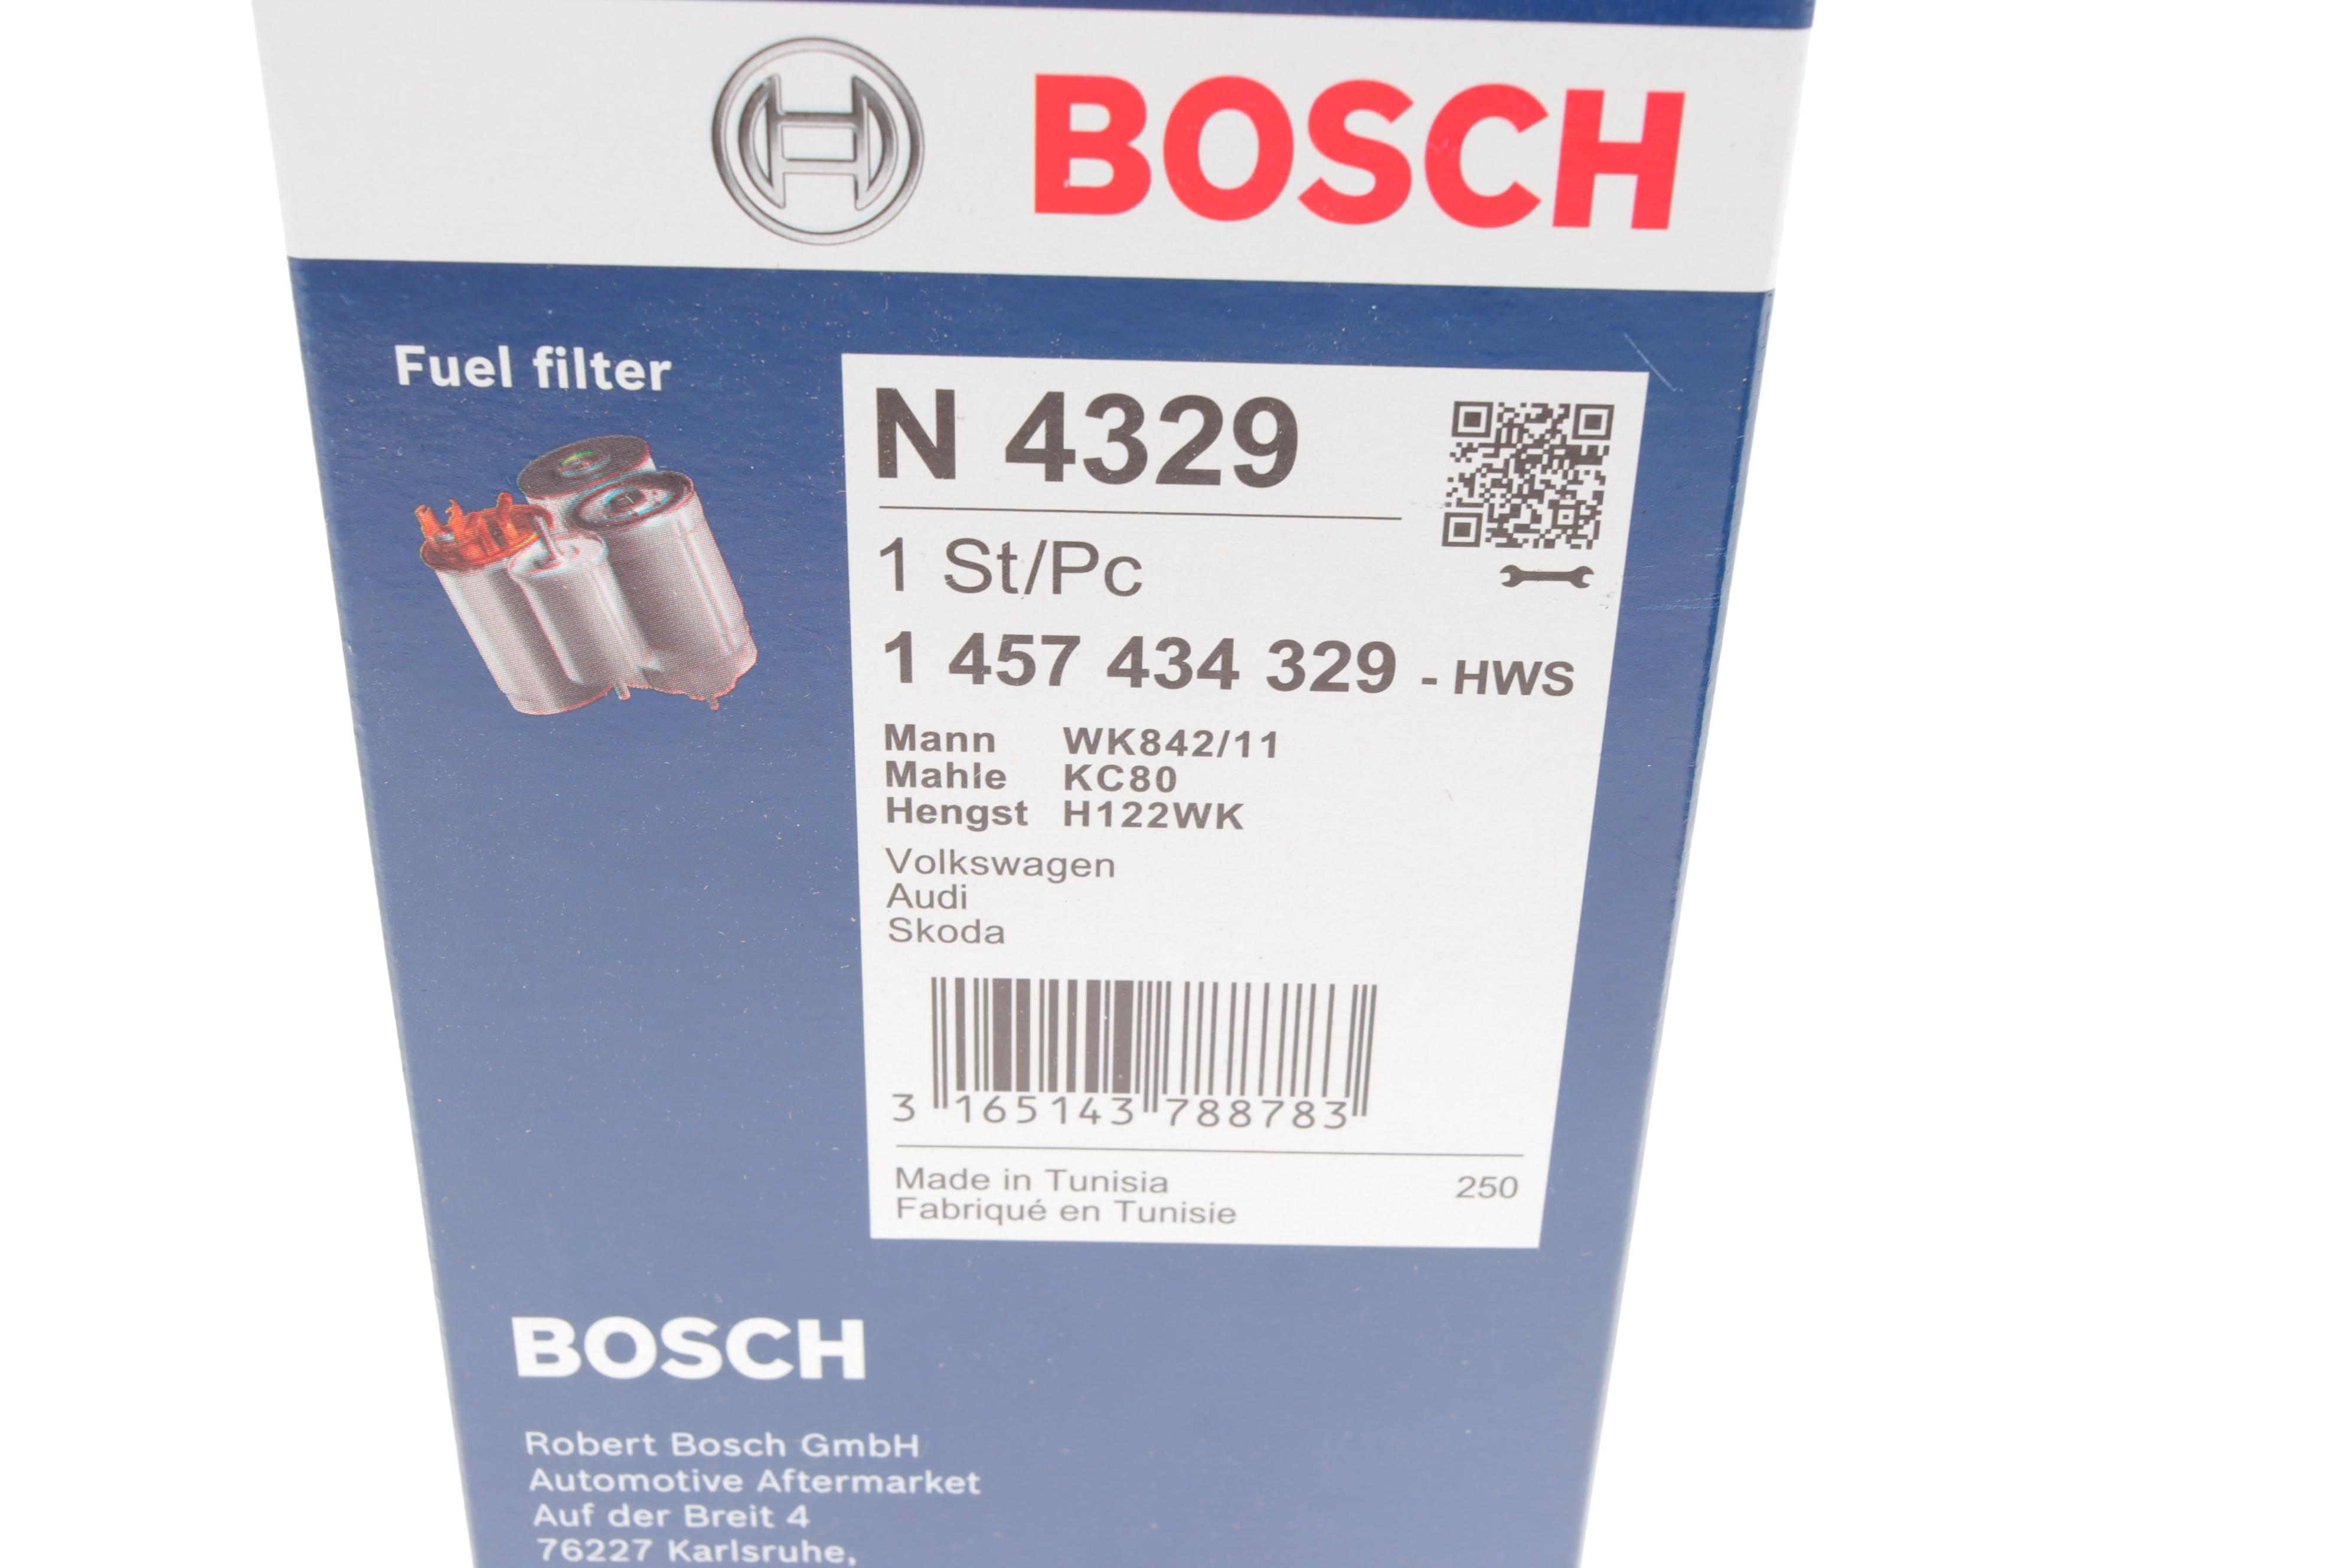 BOSCH
Fuel filter
N 4329
1 St/Pc
1 457 434 329 - HWS
Mann WK842/11
Mahle KC80
Hengst H122WK
Volkswagen
Audi
Skoda
3 165143 788783
Made in Tunisia 250
Fabriqué en Tunisie
BOSCH
Robert Bosch GmbH
Automotive Aftermarket
Auf der Breit 4
76227 Karlsruhe,